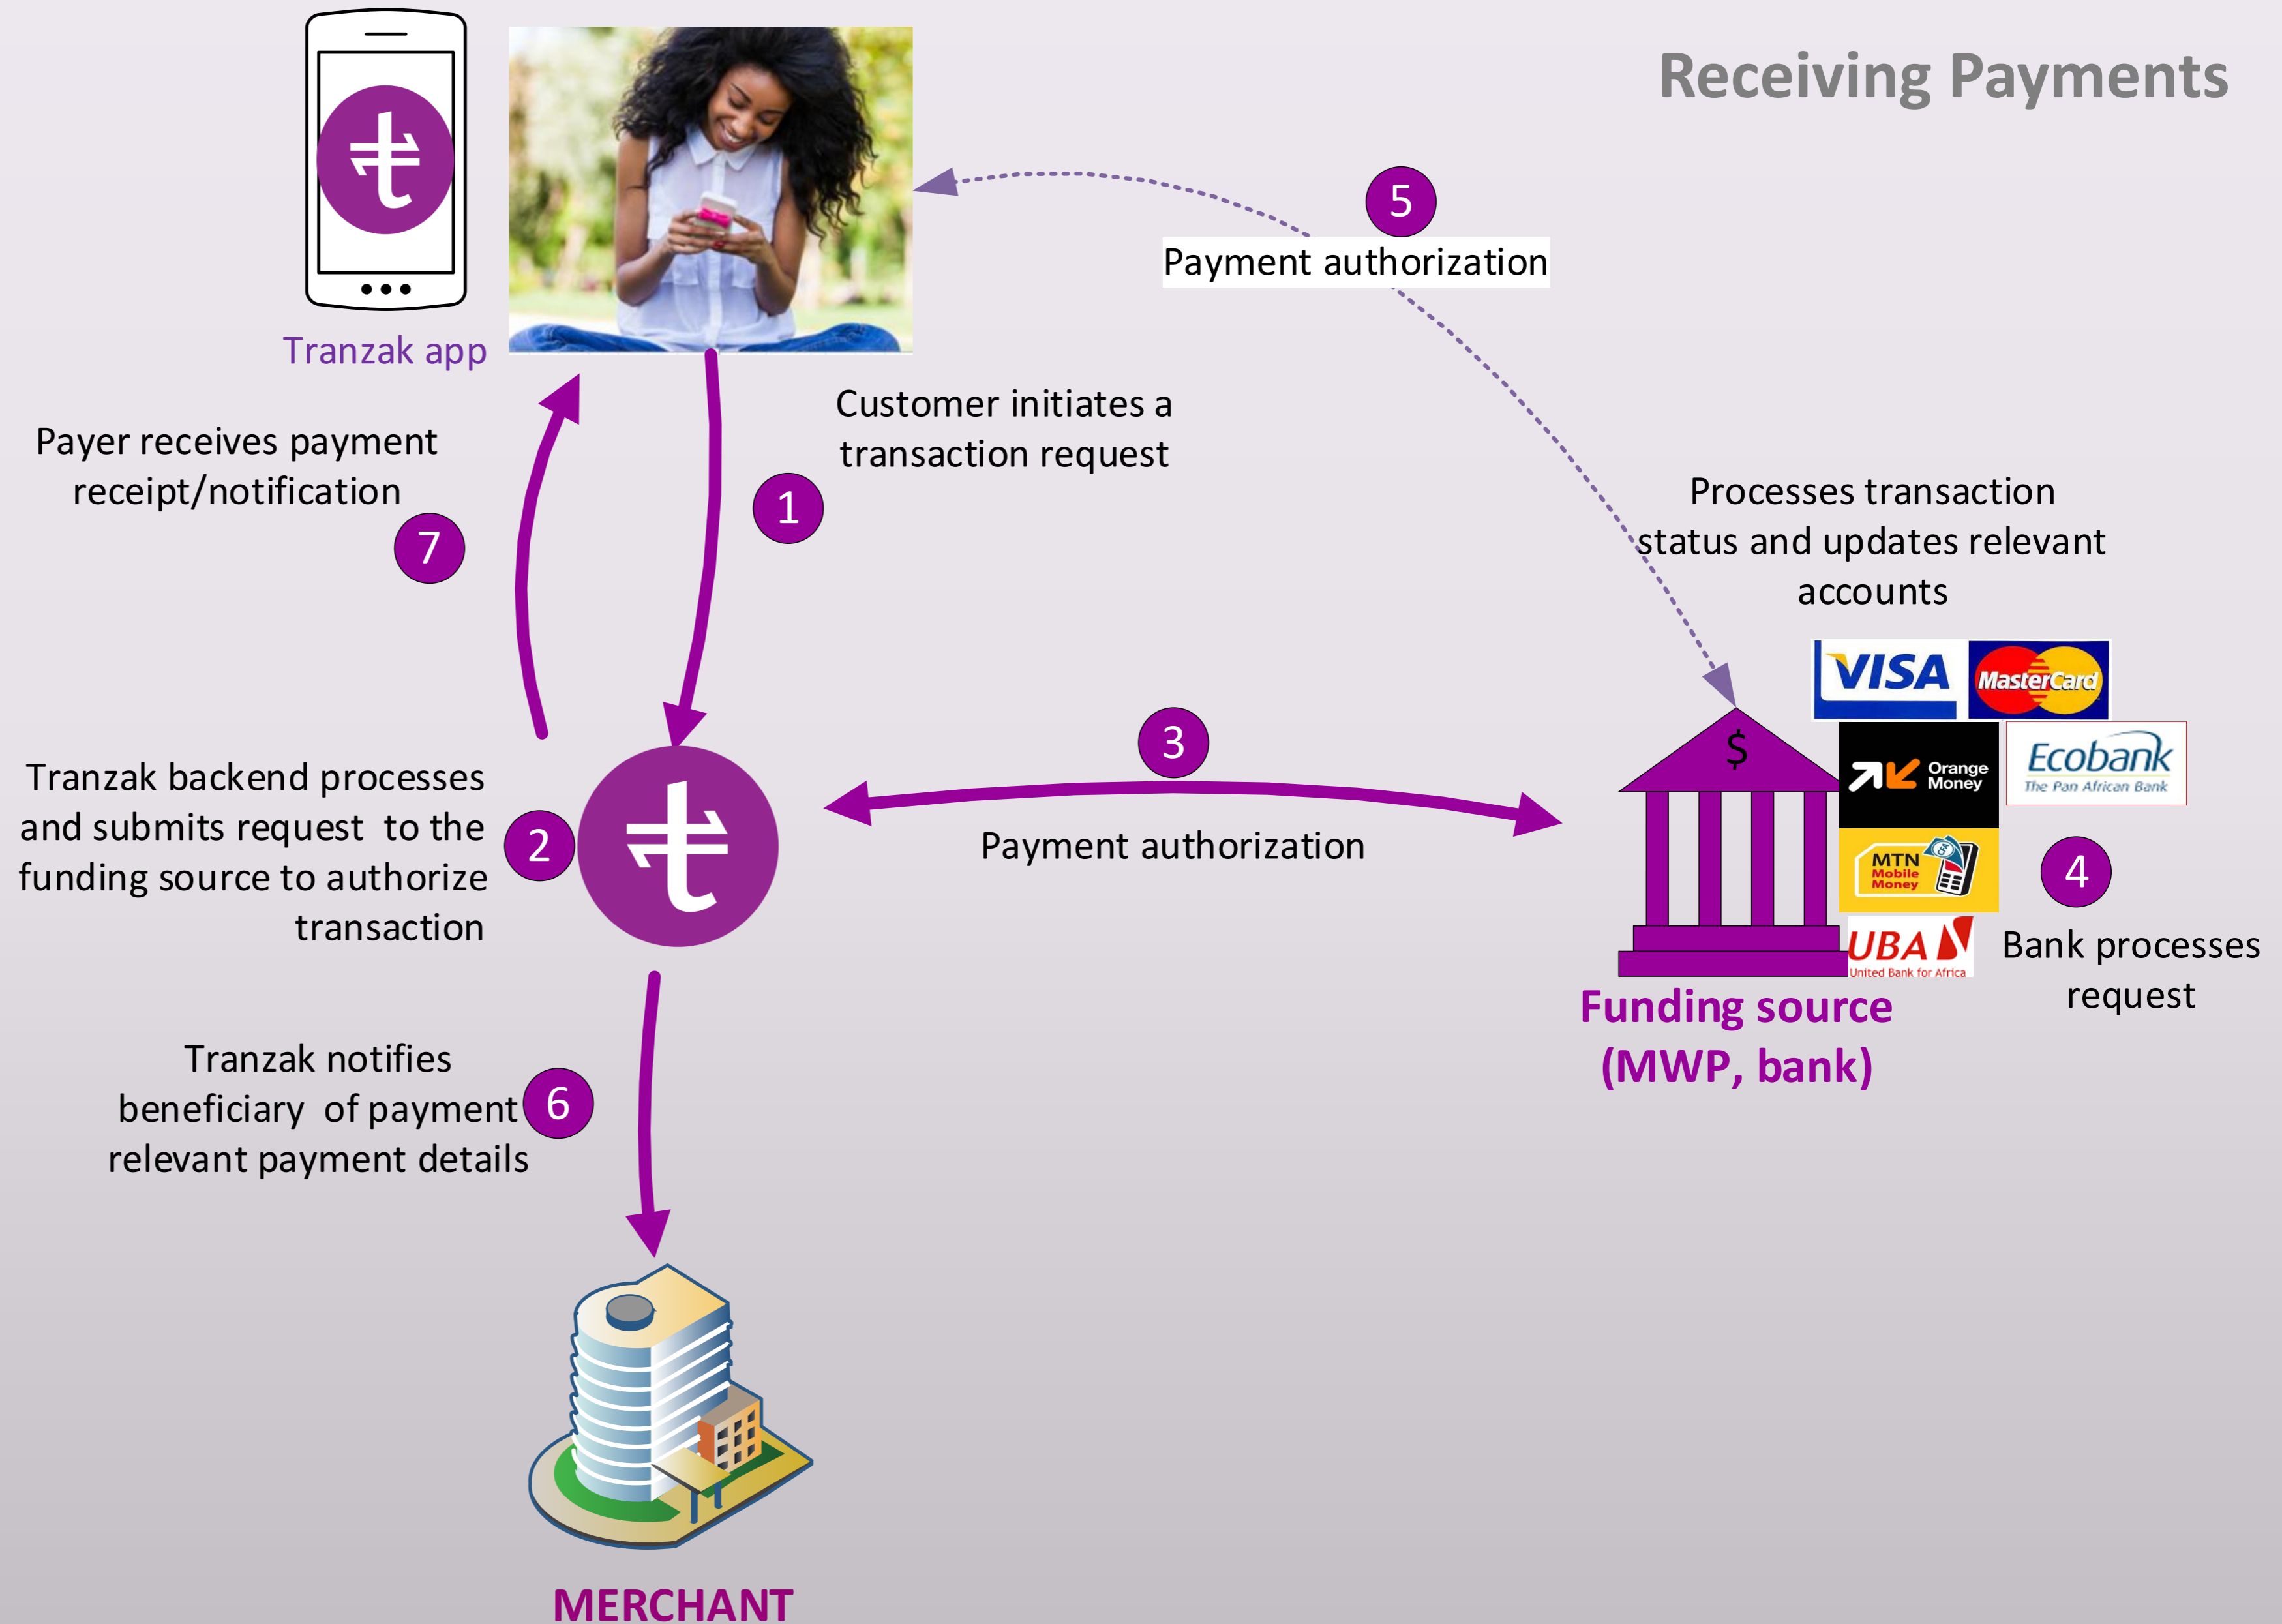 Receiving Payments
Tranzak app
5
Payment authorization
Customer initiates a
transaction request
1
Payer receives payment
receipt/notification
7
Processes transaction
status and updates relevant
accounts
VISA
MasterCard
$
Orange
Money
Ecobank
The Pan African Bank
MTN
Mobile
Money
CFA
UBA
United Bank for Africa
4
Bank processes
request
Funding source
(MWP, bank)
3
Payment authorization
Tranzak backend processes
and submits request to the
funding source to authorize
transaction
2
t
Tranzak notifies
beneficiary of payment
relevant payment details
6
MERCHANT